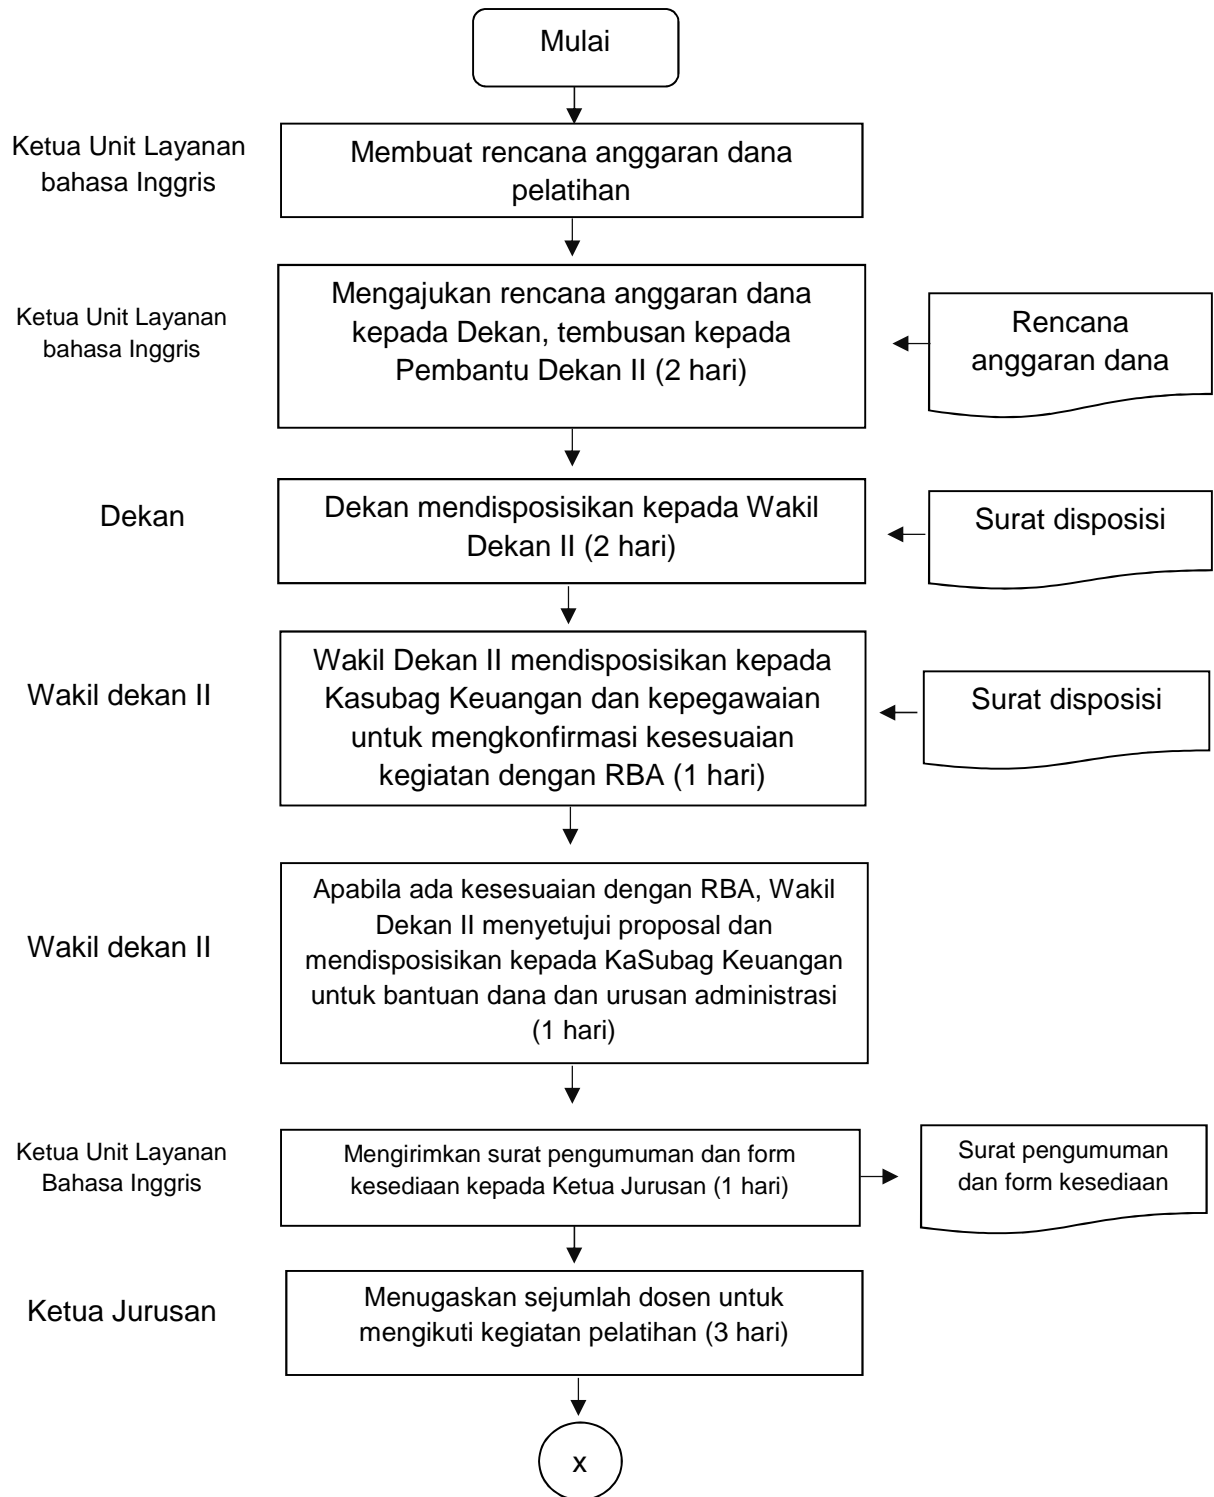 Mulai
Ketua Unit Layanan
bahasa Inggris
Membuat rencana anggaran dana
pelatihan
Ketua Unit Layanan
bahasa Inggris
Mengajukan rencana anggaran dana
kepada Dekan, tembusan kepada
Pembantu Dekan II (2 hari)
Rencana
anggaran dana
Dekan
Dekan mendisposisikan kepada Wakil
Dekan II (2 hari)
Surat disposisi
Wakil dekan II
Wakil Dekan II mendisposisikan kepada
Kasubag Keuangan dan kepegawaian
untuk mengkonfirmasi kesesuaian
kegiatan dengan RBA (1 hari)
Surat disposisi
Wakil dekan II
Apabila ada kesesuaian dengan RBA, Wakil
Dekan II menyetujui proposal dan
mendisposisikan kepada KaSubag Keuangan
untuk bantuan dana dan urusan administrasi
(1 hari)
Ketua Unit Layanan
Bahasa Inggris
Mengirimkan surat pengumuman dan form
kesediaan kepada Ketua Jurusan (1 hari)
Surat pengumuman
dan form kesediaan
Ketua Jurusan
Menugaskan sejumlah dosen untuk
mengikuti kegiatan pelatihan (3 hari)
x